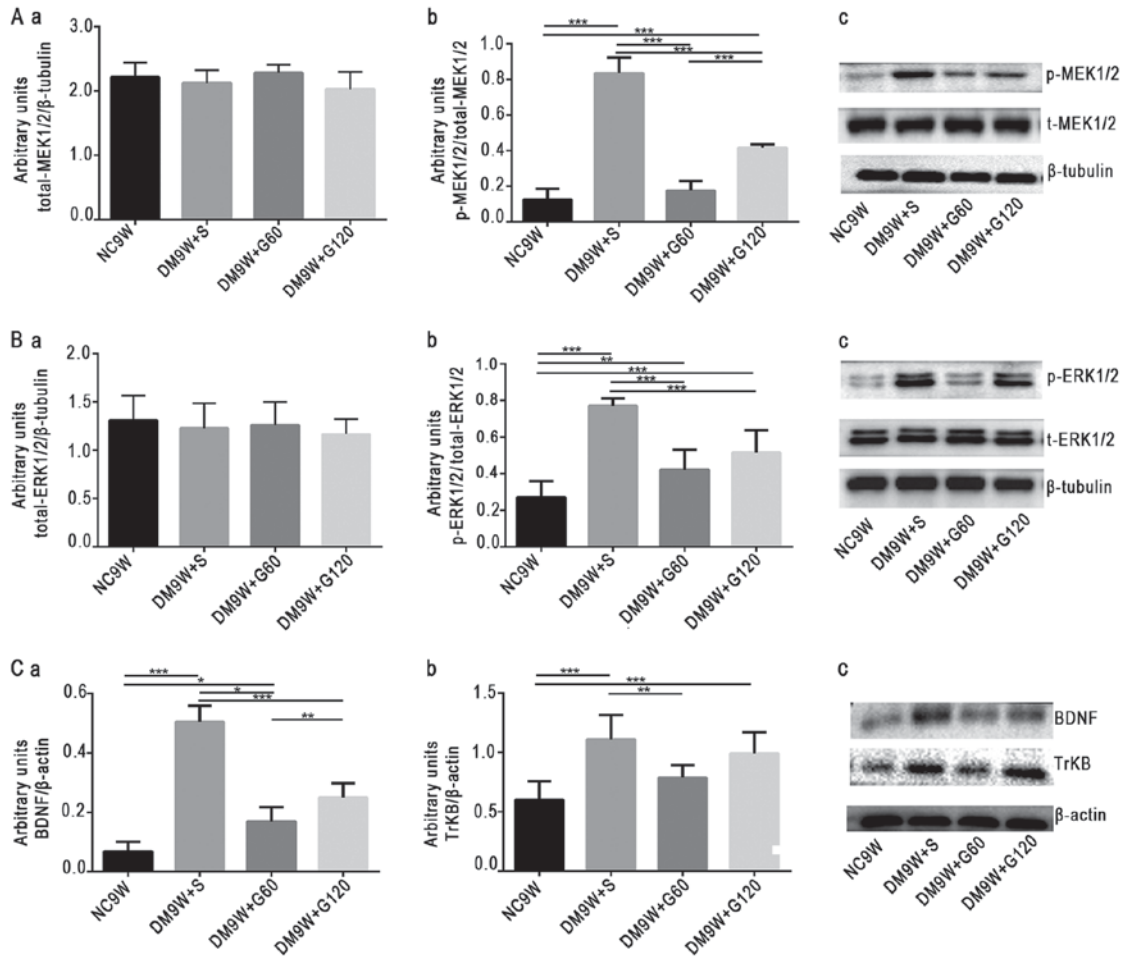 A a
Arbitrary units
total-MEK1/2/β-tubulin
3.0
2.0
1.0
0.0
NC9W
DM9W+S
DM9W+G60
DM9W+G120
b
Arbitrary units
p-MEK1/2/total-MEK1/2
1.0
0.8
0.6
0.4
0.2
0.0
***
***
***
***
***
NC9W
DM9W+S
DM9W+G60
DM9W+G120
c
p-MEK1/2
t-MEK1/2
β-tubulin
NC9W
DM9W+S
DM9W+G60
DM9W+G120
B a
Arbitrary units
total-ERK1/2/β-tubulin
2.0
1.5
1.0
0.5
0.0
NC9W
DM9W+S
DM9W+G60
DM9W+G120
b
Arbitrary units
p-ERK1/2/total-ERK1/2
1.0
0.8
0.6
0.4
0.2
0.0
***
**
***
***
***
NC9W
DM9W+S
DM9W+G60
DM9W+G120
c
p-ERK1/2
t-ERK1/2
β-tubulin
NC9W
DM9W+S
DM9W+G60
DM9W+G120
C a
Arbitrary units
BDNF/β-actin
0.6
0.4
0.2
0.0
***
*
*
***
**
NC9W
DM9W+S
DM9W+G60
DM9W+G120
b
Arbitrary units
TrKB/β-actin
1.5
1.0
0.5
0.0
***
***
**
NC9W
DM9W+S
DM9W+G60
DM9W+G120
c
BDNF
TrKB
β-actin
NC9W
DM9W+S
DM9W+G60
DM9W+G120